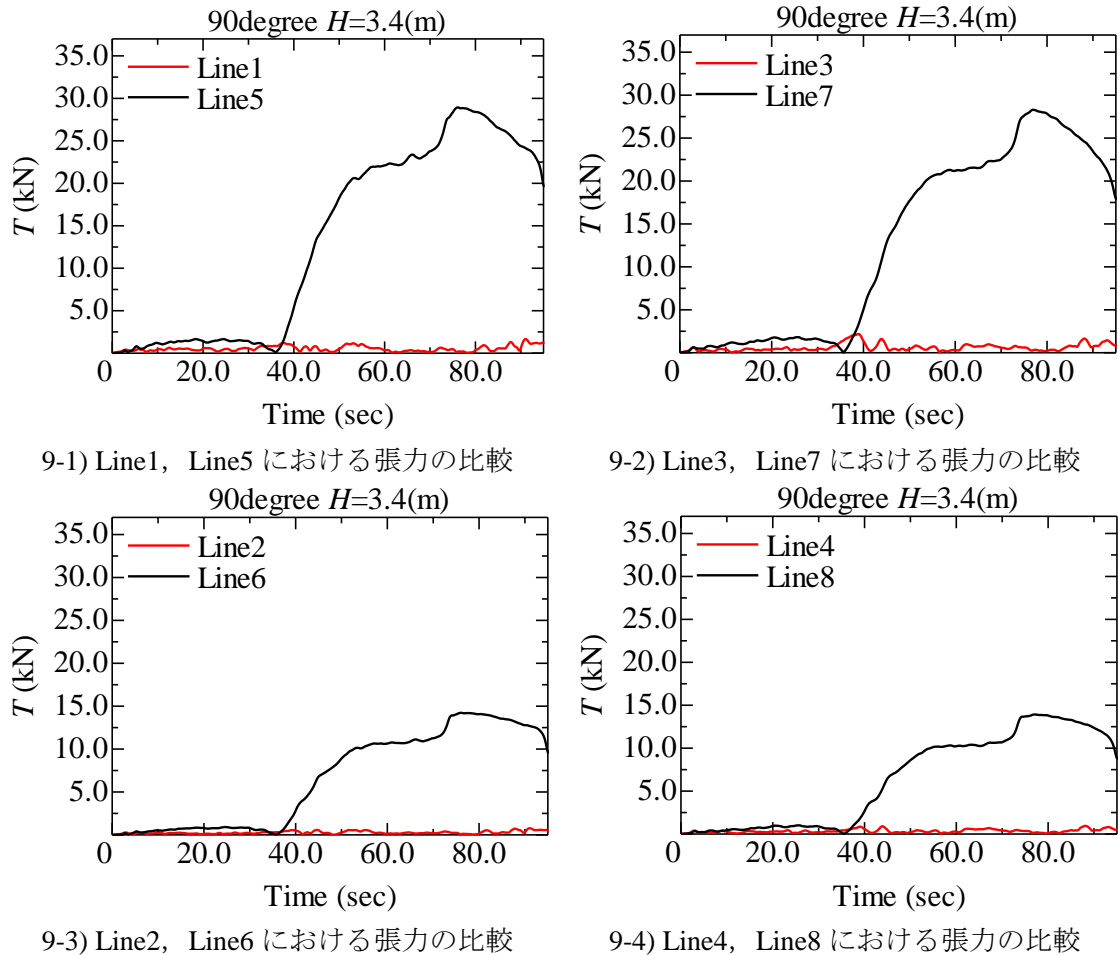 90degree H=3.4(m)
35.0
30.0
25.0
20.0
15.0
10.0
5.0
T (kN)
Line1
Line5
0 20.0 40.0 60.0 80.0
Time (sec)
9-1) Line1, Line5 における張力の比較
90degree H=3.4(m)
35.0
30.0
25.0
20.0
15.0
10.0
5.0
T (kN)
Line3
Line7
0 20.0 40.0 60.0 80.0
Time (sec)
9-2) Line3, Line7 における張力の比較
90degree H=3.4(m)
35.0
30.0
25.0
20.0
15.0
10.0
5.0
T (kN)
Line2
Line6
0 20.0 40.0 60.0 80.0
Time (sec)
9-3) Line2, Line6 における張力の比較
90degree H=3.4(m)
35.0
30.0
25.0
20.0
15.0
10.0
5.0
T (kN)
Line4
Line8
0 20.0 40.0 60.0 80.0
Time (sec)
9-4) Line4, Line8 における張力の比較